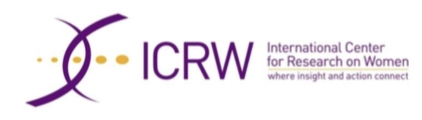 ICRW
International Center
for Research on Women
where insight and action connect